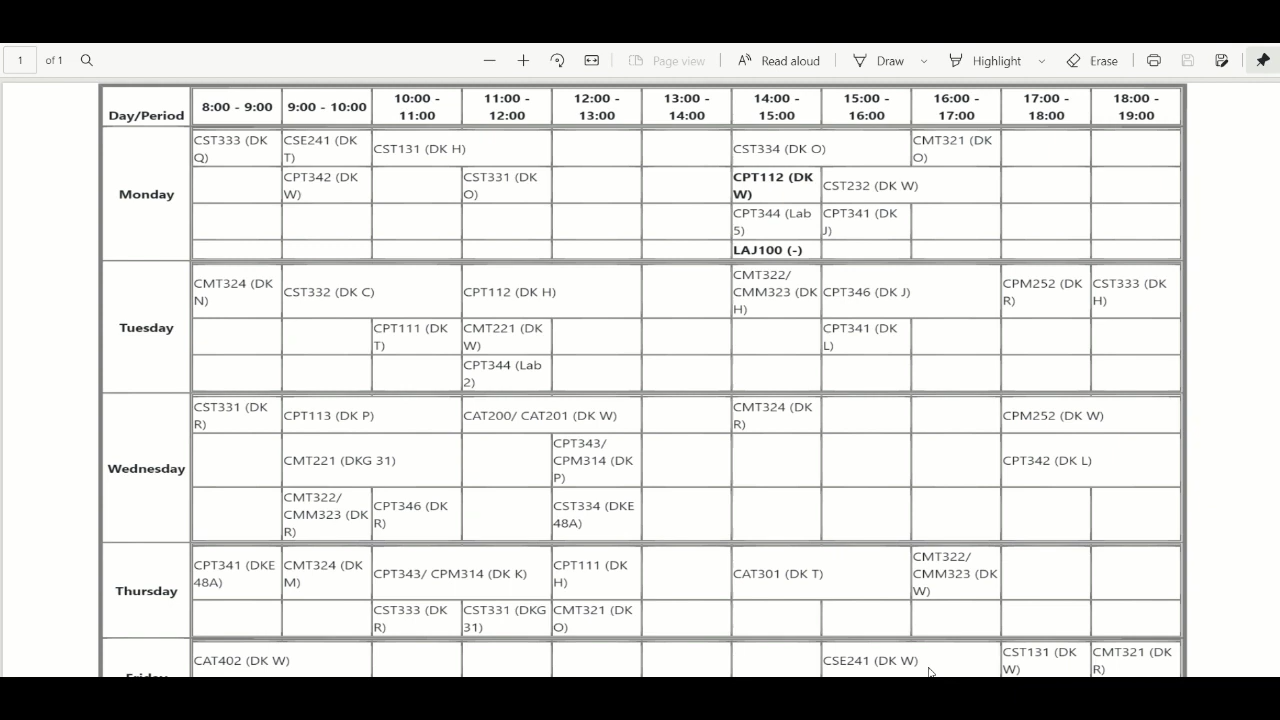 1 of 1 Page view Read aloud Draw Highlight Erase
Day/Period 8:00 - 9:00 9:00 - 10:00 10:00 - 11:00 11:00 - 12:00 12:00 - 13:00 13:00 - 14:00 14:00 - 15:00 15:00 - 16:00 16:00 - 17:00 17:00 - 18:00 18:00 - 19:00
Monday
CST333 (DK Q) CSE241 (DK T) CST131 (DK H) CST334 (DK O) CMT321 (DK O)
CPT342 (DK W) CST331 (DK O) CPT112 (DK W) CST232 (DK W)
CPT344 (Lab 5) CPT341 (DK J)
LAJ100 (-)
Tuesday
CMT324 (DK N) CST332 (DK C) CPT112 (DK H) CMT322/ CMM323 (DK H) CPT346 (DK J) CPM252 (DK R) CST333 (DK H)
CPT111 (DK T) CMT221 (DK W) CPT341 (DK L)
CPT344 (Lab 2)
Wednesday
CST331 (DK R) CPT113 (DK P) CAT200/ CAT201 (DK W) CMT324 (DK R) CPM252 (DK W)
CMT221 (DKG 31) CPT343/ CPM314 (DK P) CPT342 (DK L)
CMT322/ CMM323 (DK R) CPT346 (DK R) CST334 (DKE 48A)
Thursday
CPT341 (DKE 48A) CMT324 (DK M) CPT343/ CPM314 (DK K) CPT111 (DK H) CAT301 (DK T) CMT322/ CMM323 (DK W)
CST333 (DK R) CST331 (DKG 31) CMT321 (DK O)
Friday
CAT402 (DK W) CSE241 (DK W) CST131 (DK W) CMT321 (DK R)